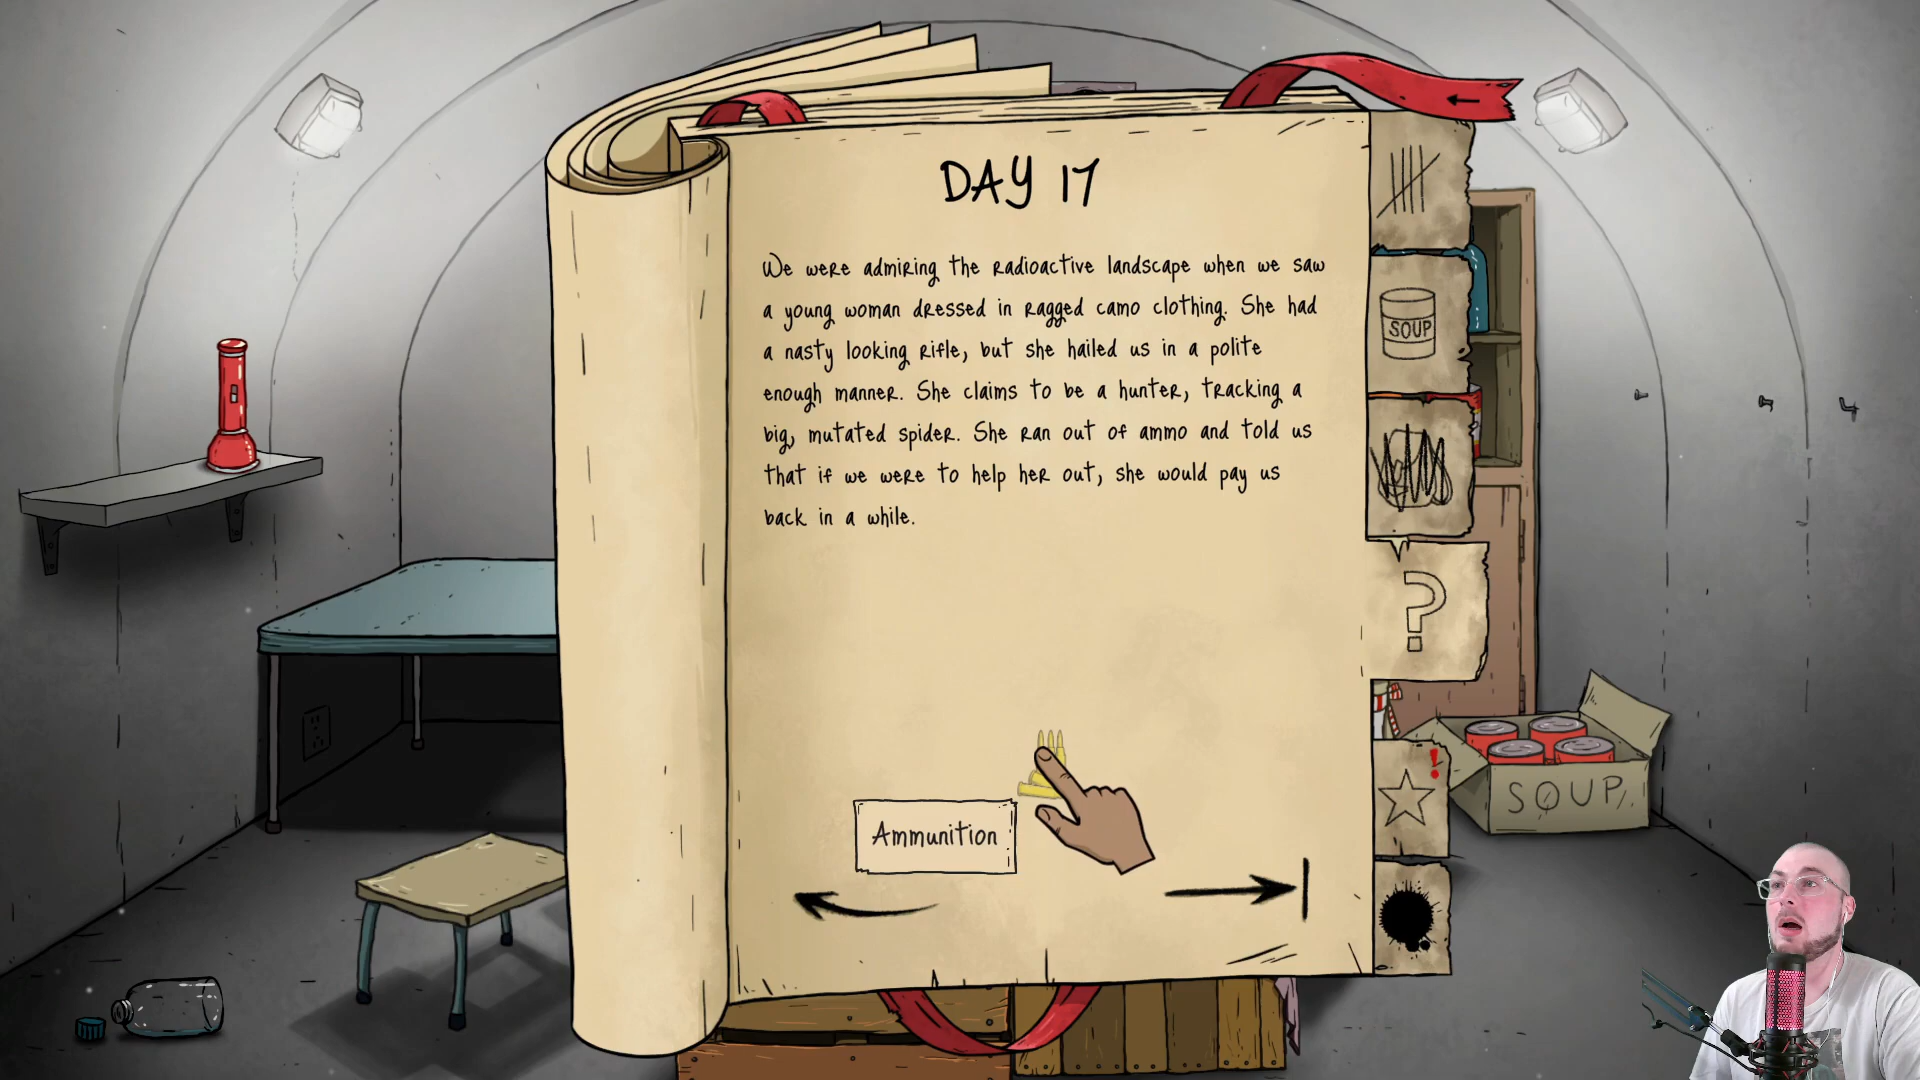 DAY 17
We were admiring the radioactive landscape when we saw
a young woman dressed in ragged camo clothing. She had
a nasty looking rifle, but she hailed us in a polite
enough manner. She claims to be a hunter, tracking a
big, mutated spider. She ran out of ammo and told us
that if we were to help her out, she would pay us
back in a while.
Ammunition
SOUP
?
!
SOUP